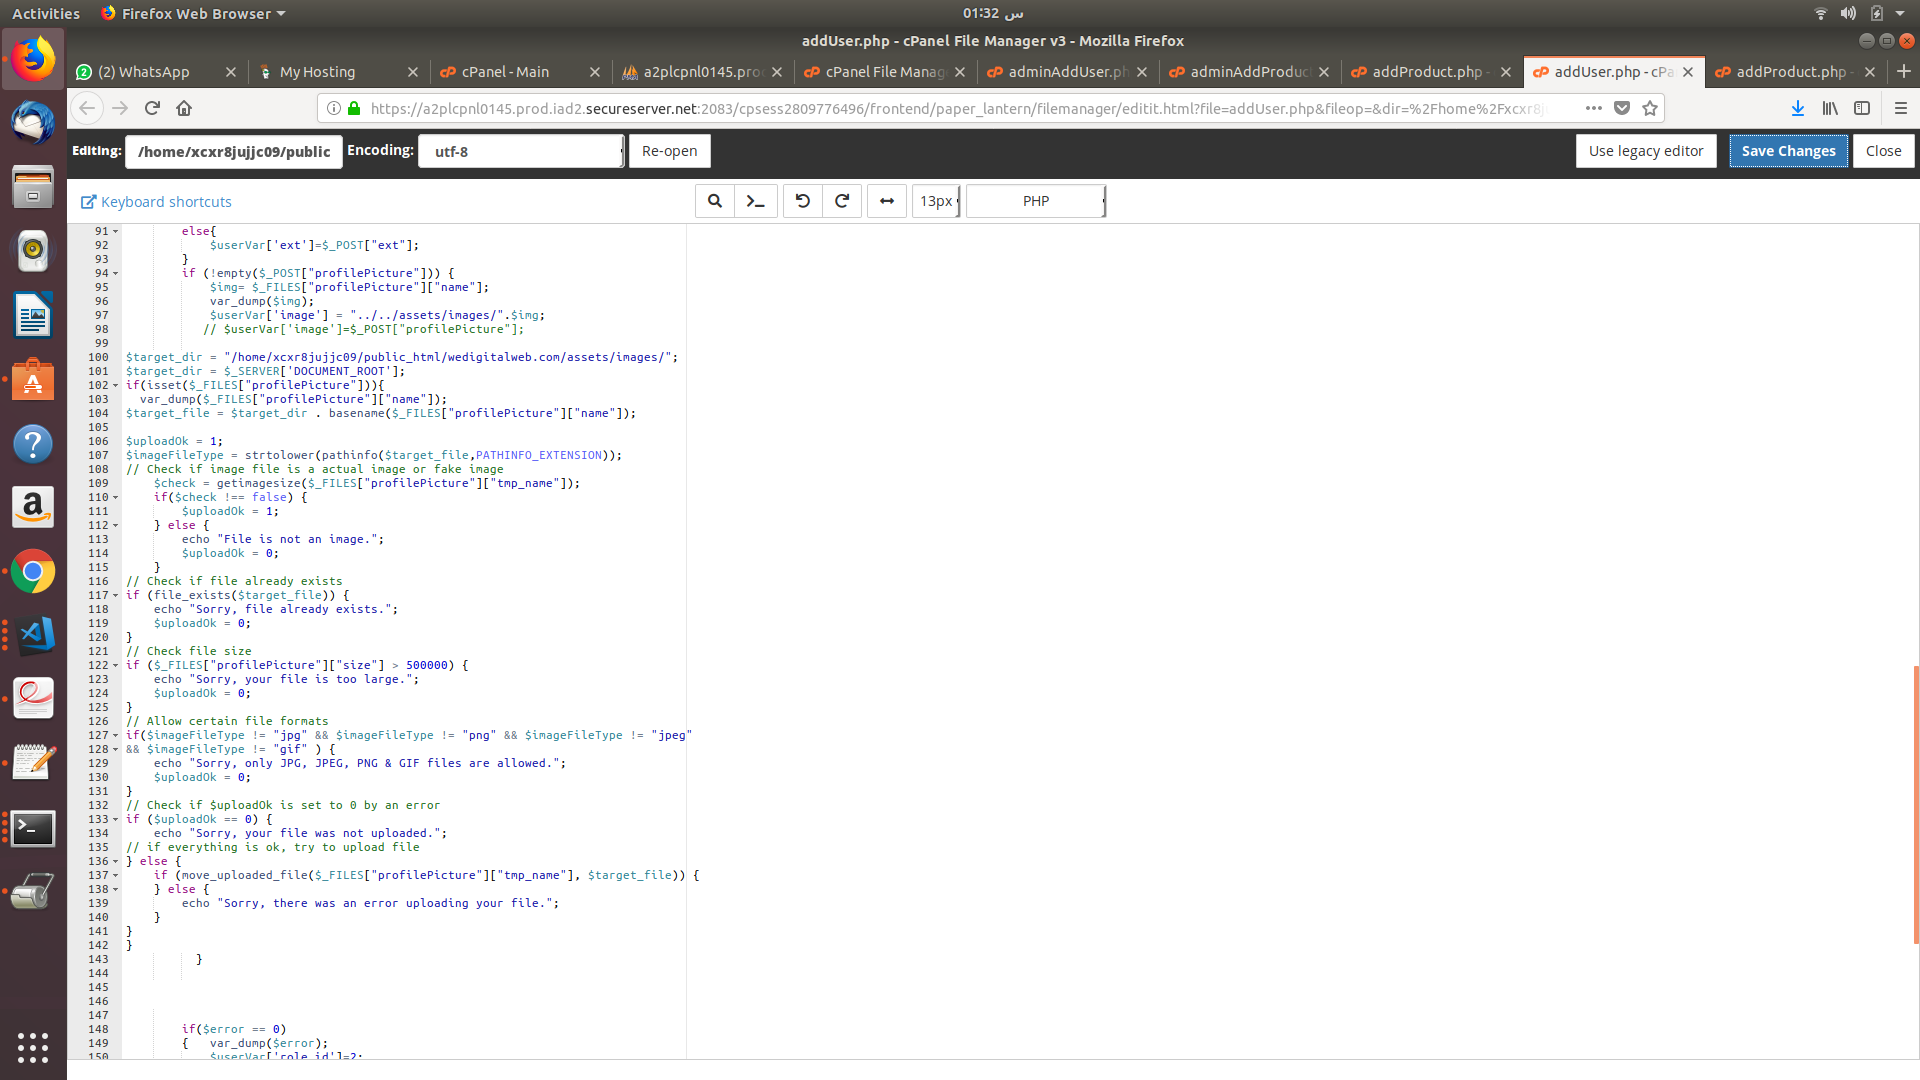 Activities
Firefox Web Browser
س 01:32
addUser.php - cPanel File Manager v3 - Mozilla Firefox
(2) WhatsApp
My Hosting
cPanel - Main
a2plcpnl0145.pro
cPanel File Manag
adminAddUser.ph
adminAddProduc
addProduct.php -
addUser.php - cPa
addProduct.php -
https://a2plcpnl0145.prod.iad2.secureserver.net:2083/cpsess2809776496/frontend/paper_lantern/filemanager/editit.html?file=addUser.php&fileop=&dir=%2Fhome%2Fxcxr8j
Editing:
/home/xcxr8jujjc09/public
Encoding:
utf-8
Re-open
Use legacy editor
Save Changes
Close
Keyboard shortcuts
13px
PHP
91 else{
92 $userVar['ext']=$_POST["ext"];
93 }
94 if (!empty($_POST["profilePicture"])) {
95 $img= $_FILES["profilePicture"]["name"];
96 var_dump($img);
97 $userVar['image'] = "../../assets/images/".$img;
98 // $userVar['image']=$_POST["profilePicture"];
99
100 $target_dir = "/home/xcxr8jujjc09/public_html/wedigitalweb.com/assets/images/";
101 $target_dir = $_SERVER['DOCUMENT_ROOT'];
102 if(isset($_FILES["profilePicture"])){
103 var_dump($_FILES["profilePicture"]["name"]);
104 $target_file = $target_dir . basename($_FILES["profilePicture"]["name"]);
105
106 $uploadOk = 1;
107 $imageFileType = strtolower(pathinfo($target_file,PATHINFO_EXTENSION));
108 // Check if image file is a actual image or fake image
109 $check = getimagesize($_FILES["profilePicture"]["tmp_name"]);
110 if($check !== false) {
111 $uploadOk = 1;
112 } else {
113 echo "File is not an image.";
114 $uploadOk = 0;
115 }
116 // Check if file already exists
117 if (file_exists($target_file)) {
118 echo "Sorry, file already exists.";
119 $uploadOk = 0;
120 }
121 // Check file size
122 if ($_FILES["profilePicture"]["size"] > 500000) {
123 echo "Sorry, your file is too large.";
124 $uploadOk = 0;
125 }
126 // Allow certain file formats
127 if($imageFileType != "jpg" && $imageFileType != "png" && $imageFileType != "jpeg"
128 && $imageFileType != "gif" ) {
129 echo "Sorry, only JPG, JPEG, PNG & GIF files are allowed.";
130 $uploadOk = 0;
131 }
132 // Check if $uploadOk is set to 0 by an error
133 if ($uploadOk == 0) {
134 echo "Sorry, your file was not uploaded.";
135 // if everything is ok, try to upload file
136 } else {
137 if (move_uploaded_file($_FILES["profilePicture"]["tmp_name"], $target_file)) {
138 } else {
139 echo "Sorry, there was an error uploading your file.";
140 }
141 }
142 }
143 }
144
145
146
147
148 if($error == 0)
149 { var_dump($error);
150 $userVar['role_id']=2;